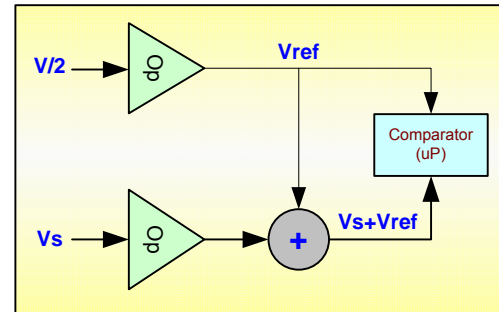 V/2
Op
Vref
Comparator
(uP)
Vs
Op
+
Vs+Vref